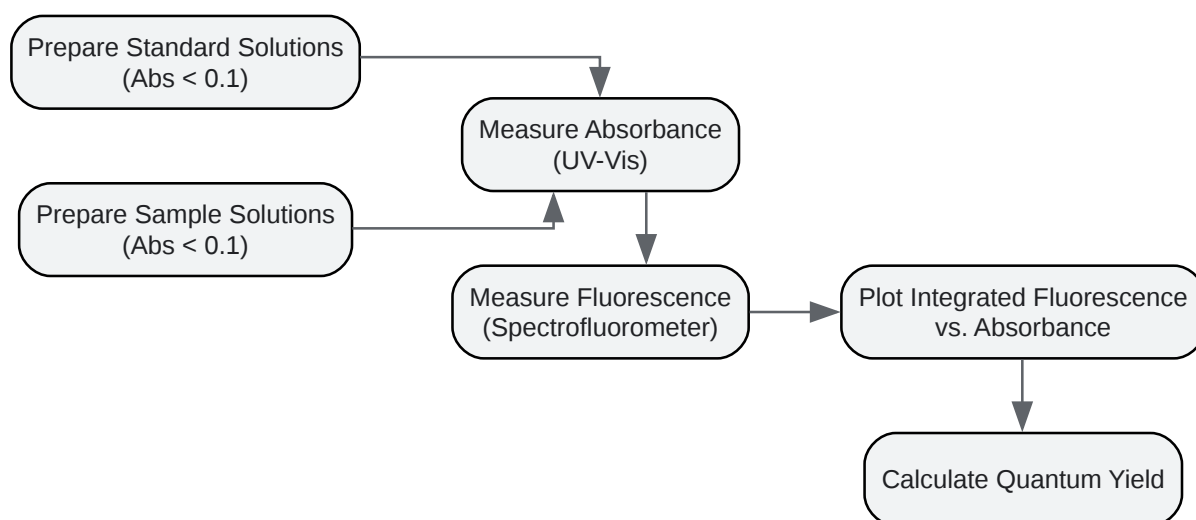 Prepare Standard Solutions
(Abs < 0.1)
Measure Absorbance
(UV-Vis)
Prepare Sample Solutions
(Abs < 0.1)
Measure Fluorescence
(Spectrofluorometer)
Plot Integrated Fluorescence
vs. Absorbance
Calculate Quantum Yield